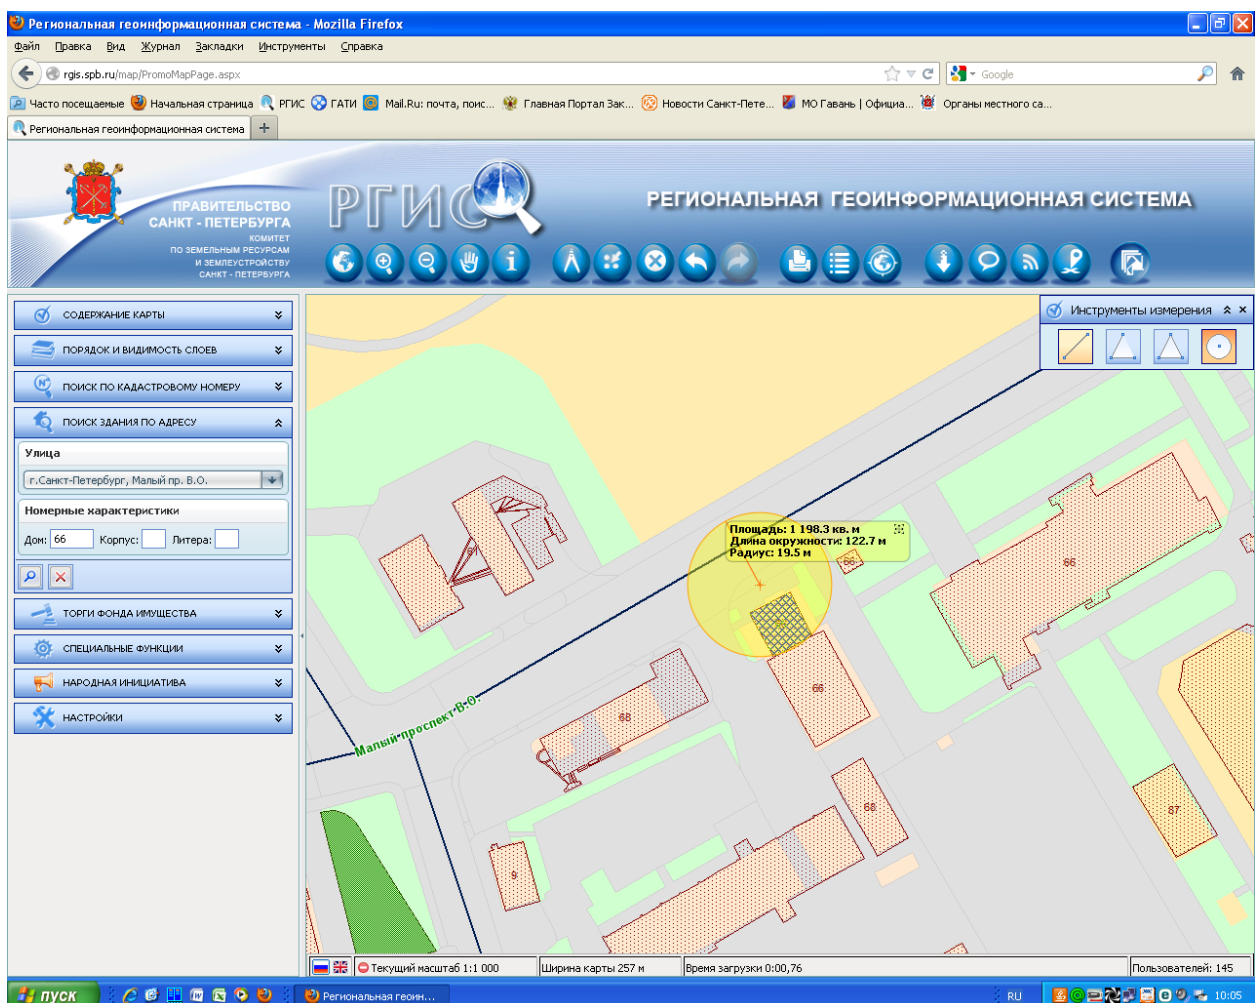 Региональная геоинформационная система - Mozilla Firefox
Файл Правка Вид Журнал Закладки Инструменты Справка
rgis.spb.ru/map/PromoMapPage.aspx
Google
Часто посещаемые Начальная страница РГИС ГАТИ Mail.Ru: почта, поис... Главная Портал Зак... Новости Санкт-Пете... МО Гавань | Официа... Органы местного са...
Региональная геоинформационная система
ПРАВИТЕЛЬСТВО
САНКТ - ПЕТЕРБУРГА
КОМИТЕТ
ПО ЗЕМЕЛЬНЫМ РЕСУРСАМ
И ЗЕМЛЕУСТРОЙСТВУ
САНКТ - ПЕТЕРБУРГА
РГИС
РЕГИОНАЛЬНАЯ ГЕОИНФОРМАЦИОННАЯ СИСТЕМА
СОДЕРЖАНИЕ КАРТЫ
ПОРЯДОК И ВИДИМОСТЬ СЛОЕВ
ПОИСК ПО КАДАСТРОВОМУ НОМЕРУ
ПОИСК ЗДАНИЯ ПО АДРЕСУ
Улица
г.Санкт-Петербург, Малый пр. В.О.
Номерные характеристики
Дом: 66 Корпус: Литера:
ТОРГИ ФОНДА ИМУЩЕСТВА
СПЕЦИАЛЬНЫЕ ФУНКЦИИ
НАРОДНАЯ ИНИЦИАТИВА
НАСТРОЙКИ
Инструменты измерения
Площадь: 1 198.3 кв. м
Длина окружности: 122.7 м
Радиус: 19.5 м
66
66
66
68
Малый проспект В.О.
68
87
9
Текущий масштаб 1:1 000
Ширина карты 257 м
Время загрузки 0:00,76
Пользователей: 145
пуск
Региональная геоин...
RU
10:05